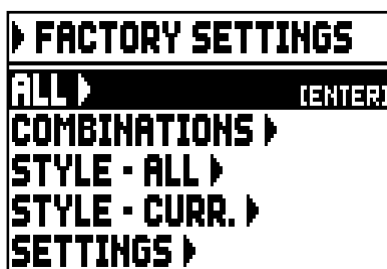 FACTORY SETTINGS
ALL [ENTER]
COMBINATIONS
STYLE - ALL
STYLE - CURR.
SETTINGS